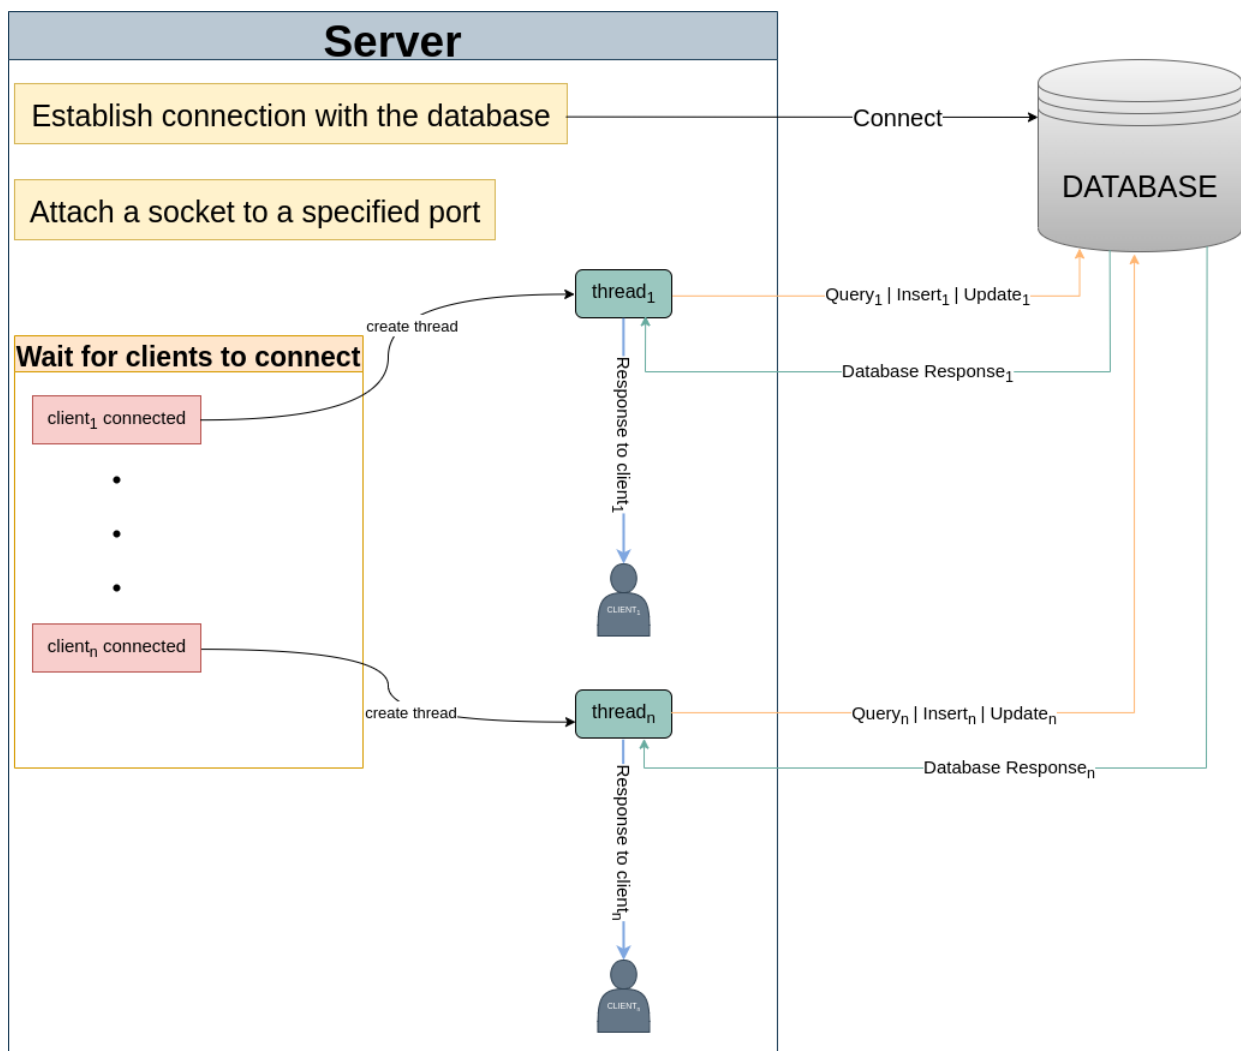 Server
Establish connection with the database
Connect
DATABASE
Attach a socket to a specified port
thread1
Query1 | Insert1 | Update1
create thread
Wait for clients to connect
Database Response1
client1 connected
Response to client1
CLIENT1
clientn connected
create thread
threadn
Queryn | Insertn | Updaten
Database Responsen
Response to clientn
CLIENTn